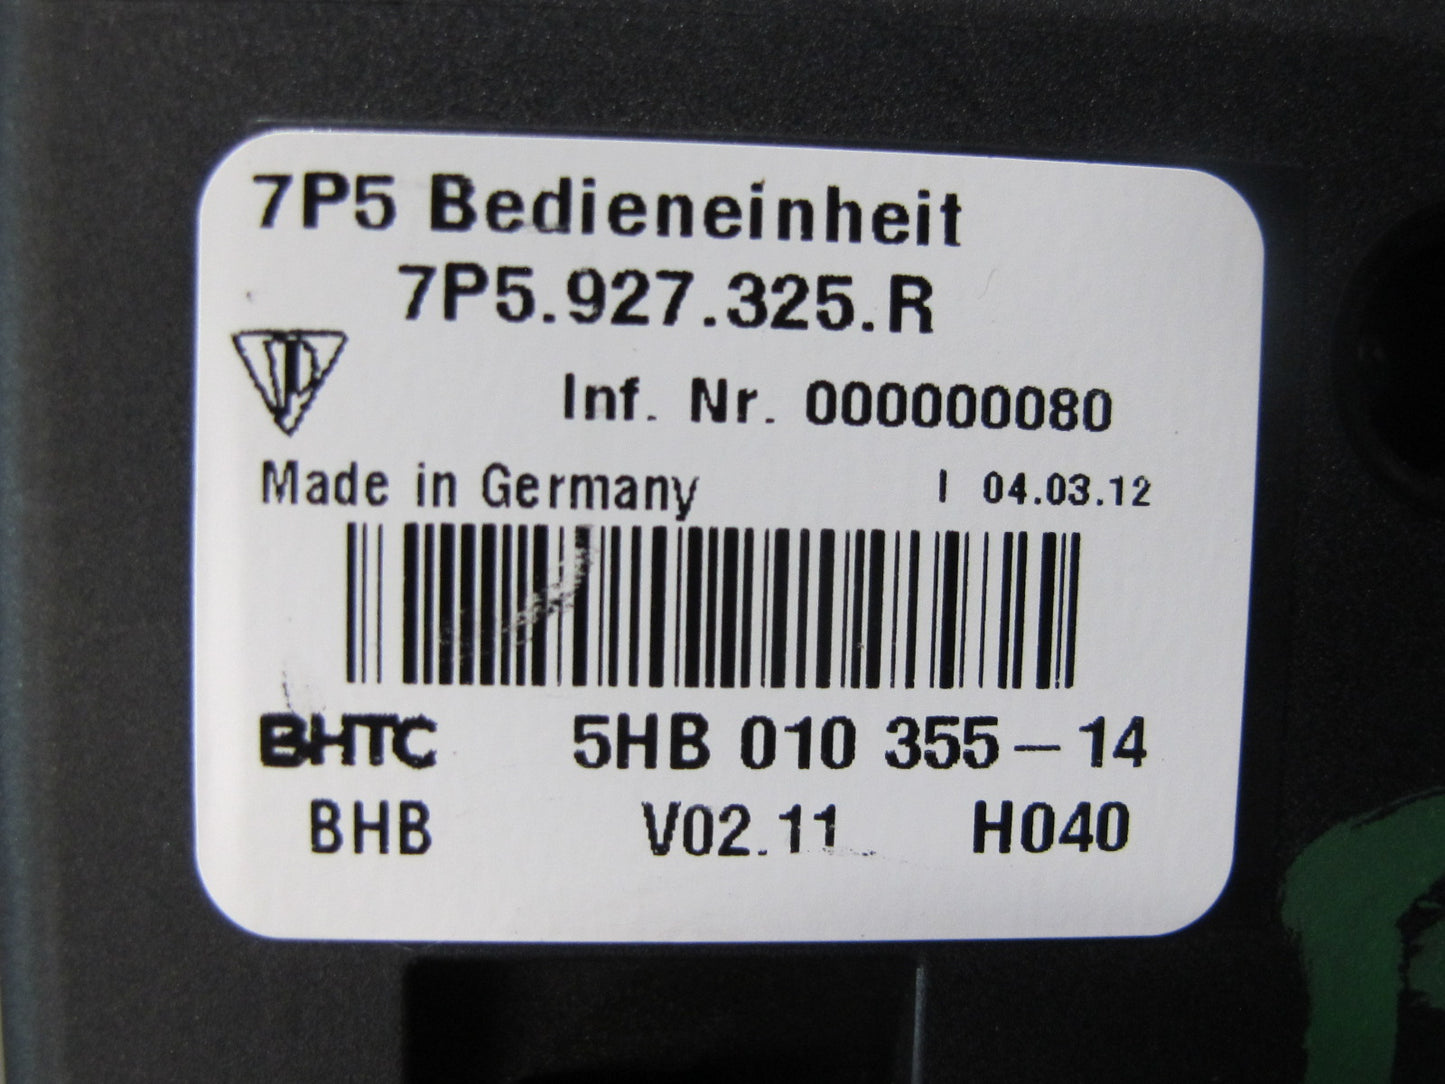 7P5 Bedieneinheit
7P5.927.325.R
Inf. Nr. 000000080
Made in Germany I 04.03.12
BHTC 5HB 010 355-14
BHB V02.11 H040